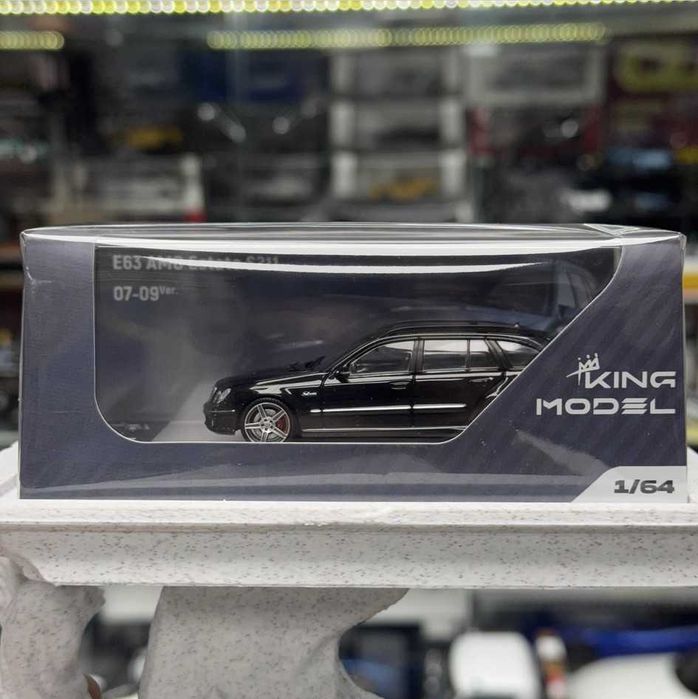 E63 AMG Estate S211
07-09Ver.
KING
MODEL
1/64